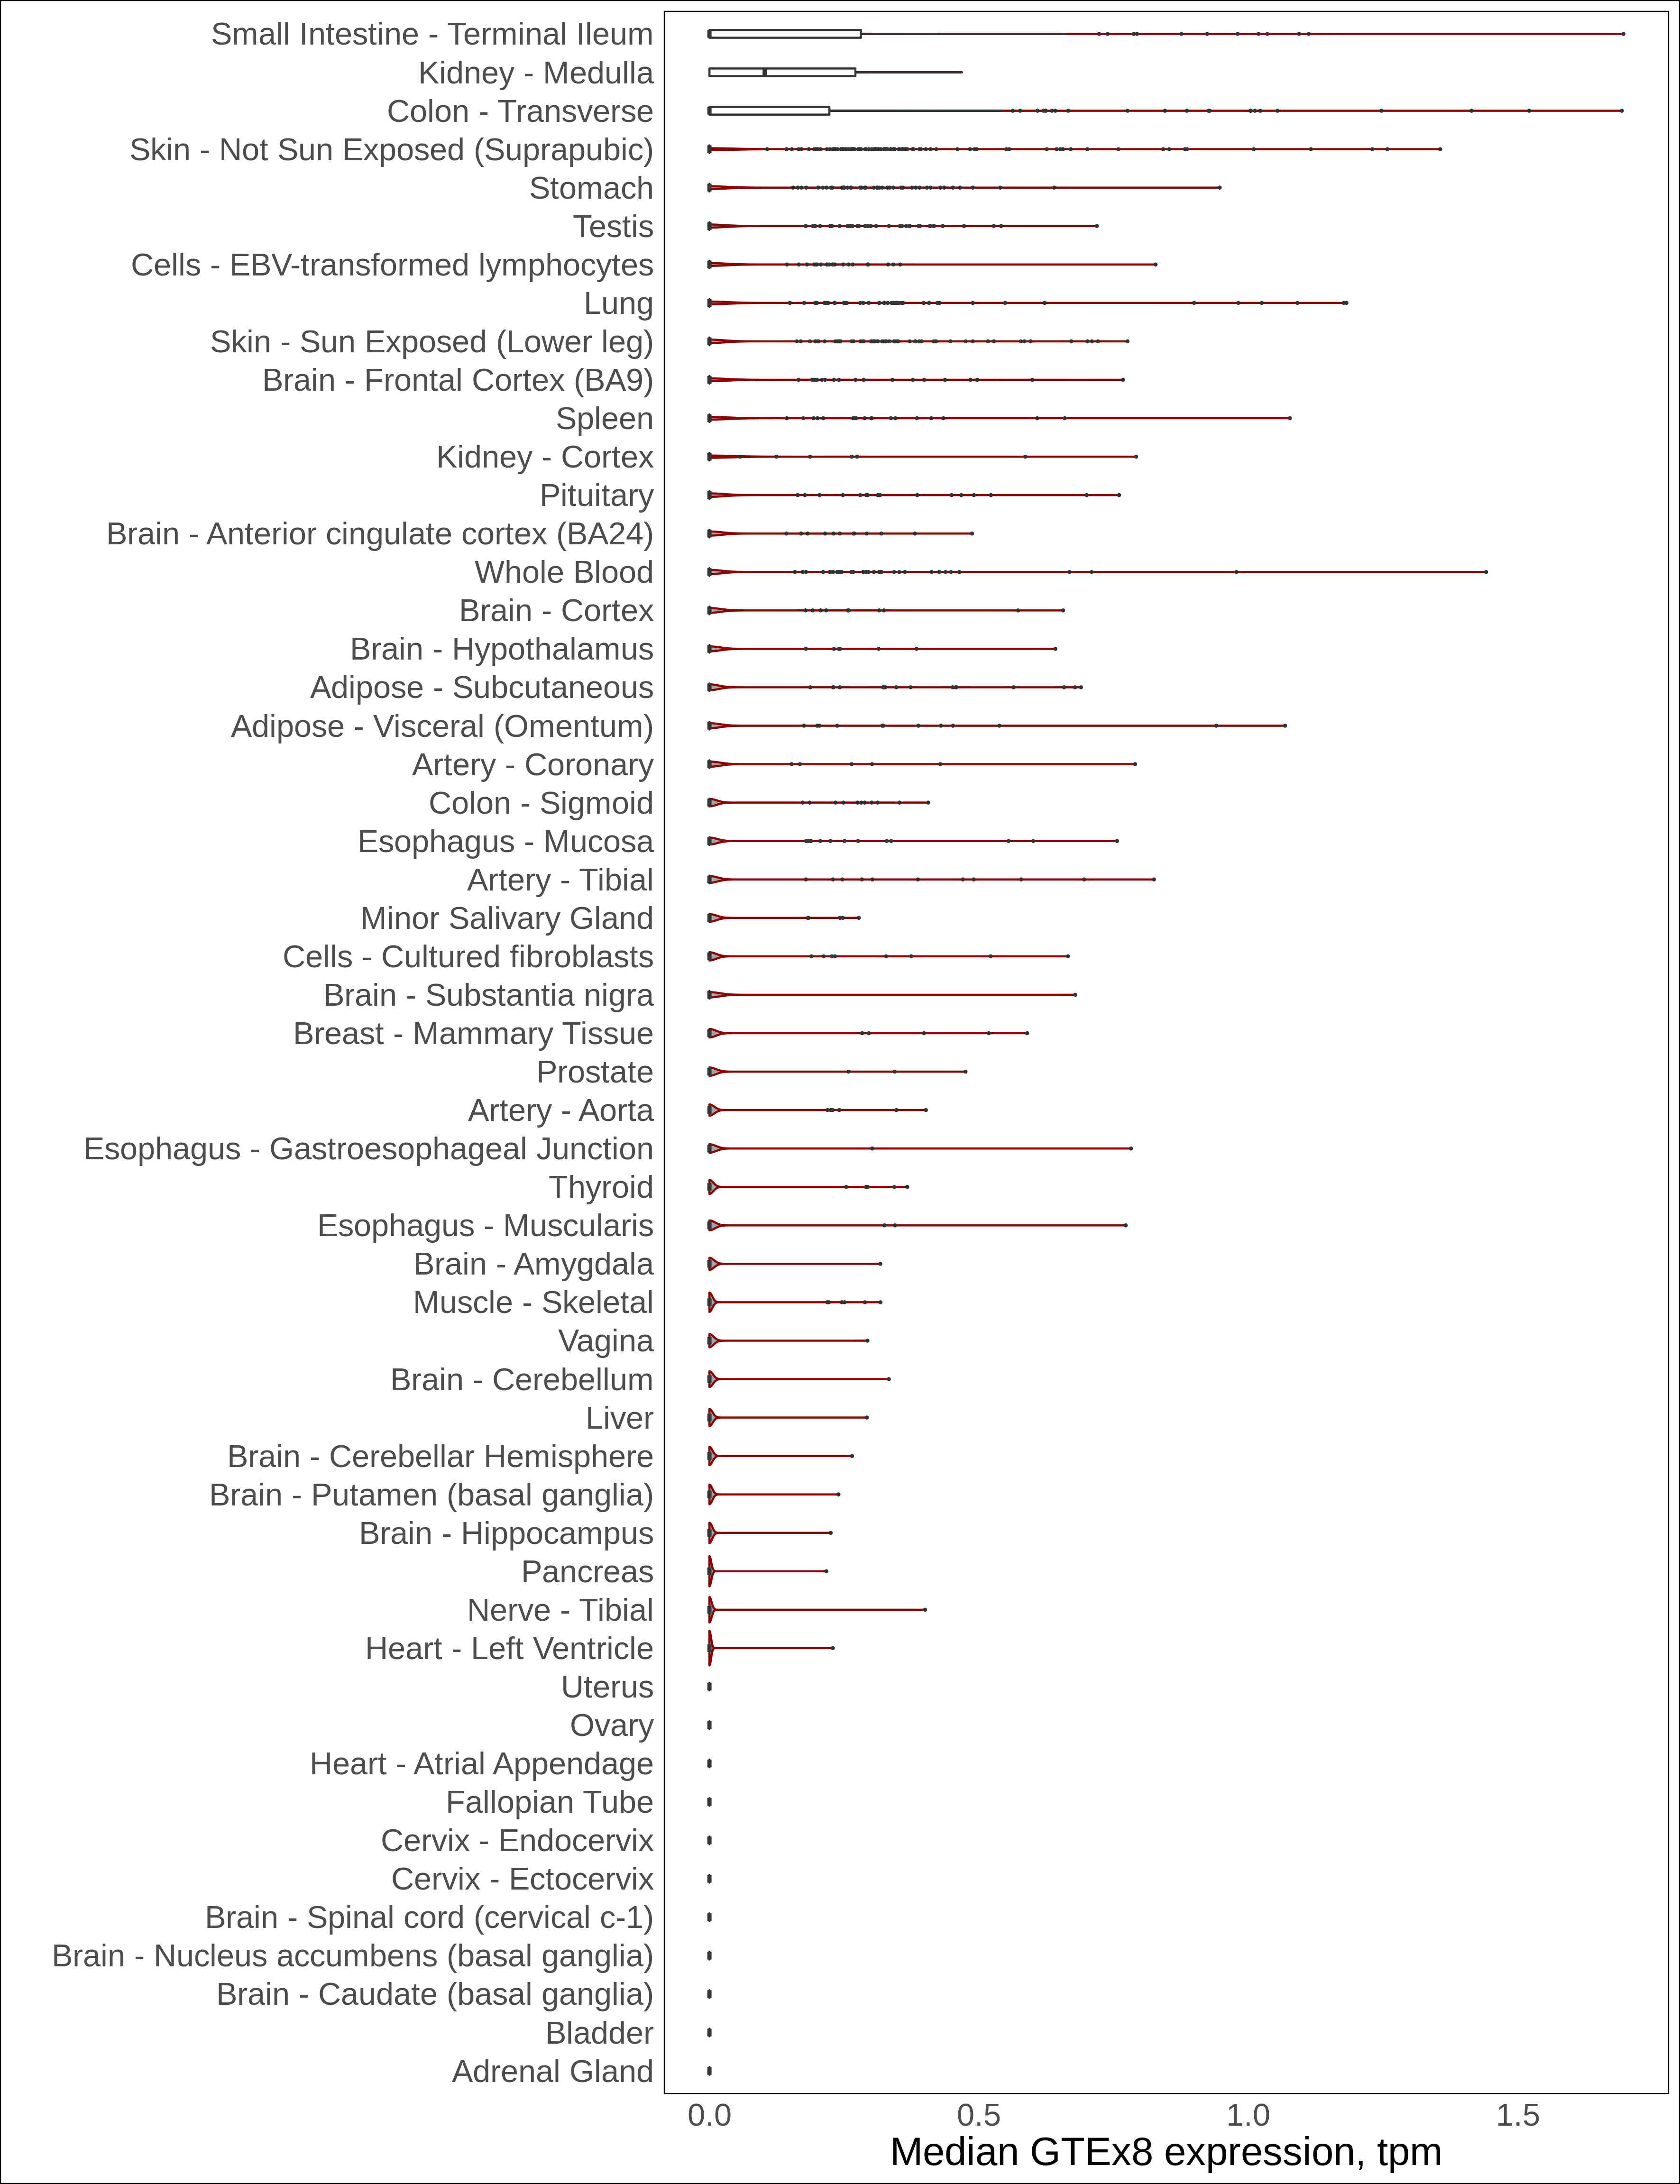 Small Intestine - Terminal Ileum
Kidney - Medulla
Colon - Transverse
Skin - Not Sun Exposed (Suprapubic)
Stomach
Testis
Cells - EBV-transformed lymphocytes
Lung
Skin - Sun Exposed (Lower leg)
Brain - Frontal Cortex (BA9)
Spleen
Kidney - Cortex
Pituitary
Brain - Anterior cingulate cortex (BA24)
Whole Blood
Brain - Cortex
Brain - Hypothalamus
Adipose - Subcutaneous
Adipose - Visceral (Omentum)
Artery - Coronary
Colon - Sigmoid
Esophagus - Mucosa
Artery - Tibial
Minor Salivary Gland
Cells - Cultured fibroblasts
Brain - Substantia nigra
Breast - Mammary Tissue
Prostate
Artery - Aorta
Esophagus - Gastroesophageal Junction
Thyroid
Esophagus - Muscularis
Brain - Amygdala
Muscle - Skeletal
Vagina
Brain - Cerebellum
Liver
Brain - Cerebellar Hemisphere
Brain - Putamen (basal ganglia)
Brain - Hippocampus
Pancreas
Nerve - Tibial
Heart - Left Ventricle
Uterus
Ovary
Heart - Atrial Appendage
Fallopian Tube
Cervix - Endocervix
Cervix - Ectocervix
Brain - Spinal cord (cervical c-1)
Brain - Nucleus accumbens (basal ganglia)
Brain - Caudate (basal ganglia)
Bladder
Adrenal Gland
0.0 0.5 1.0 1.5
Median GTEx8 expression, tpm